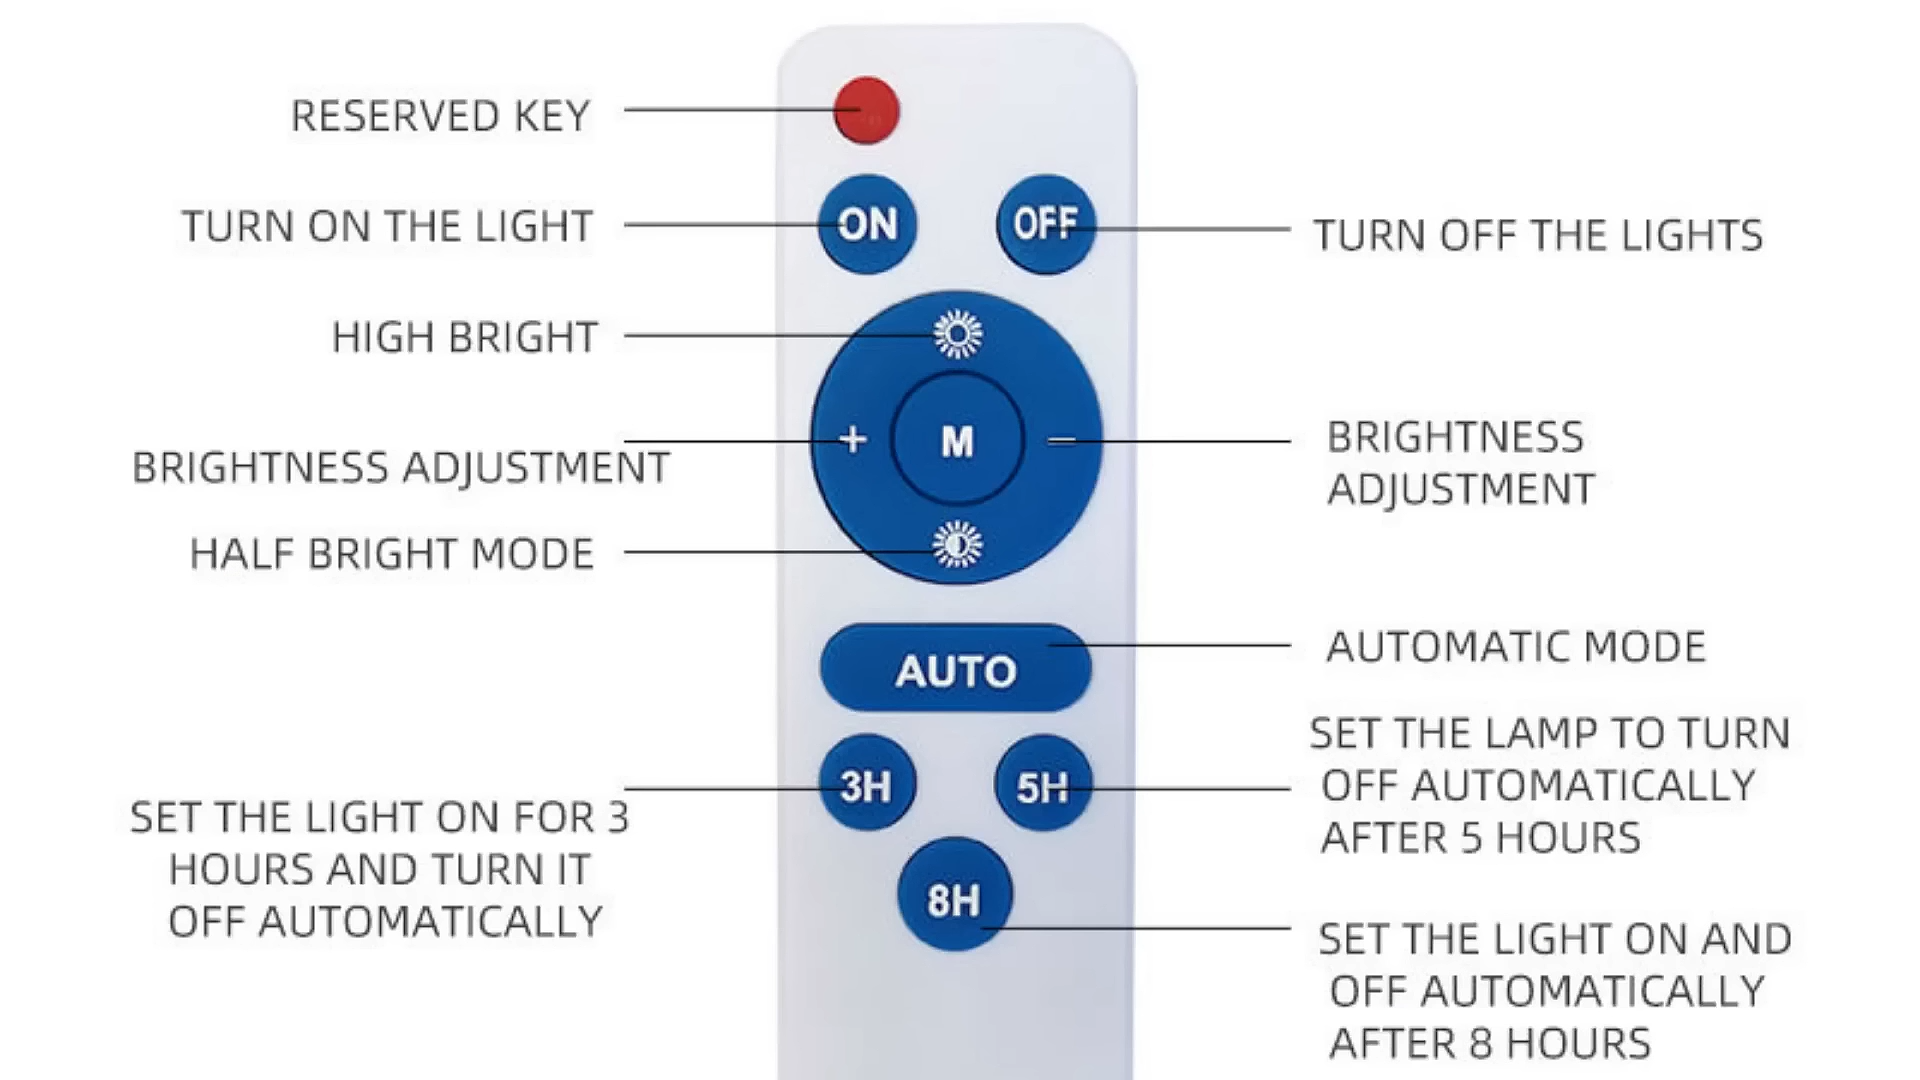 RESERVED KEY
TURN ON THE LIGHT
ON
OFF
TURN OFF THE LIGHTS
HIGH BRIGHT
BRIGHTNESS ADJUSTMENT
+
M
−
BRIGHTNESS
ADJUSTMENT
HALF BRIGHT MODE
AUTO
AUTOMATIC MODE
SET THE LIGHT ON FOR 3
HOURS AND TURN IT
OFF AUTOMATICALLY
3H
5H
SET THE LAMP TO TURN
OFF AUTOMATICALLY
AFTER 5 HOURS
8H
SET THE LIGHT ON AND
OFF AUTOMATICALLY
AFTER 8 HOURS